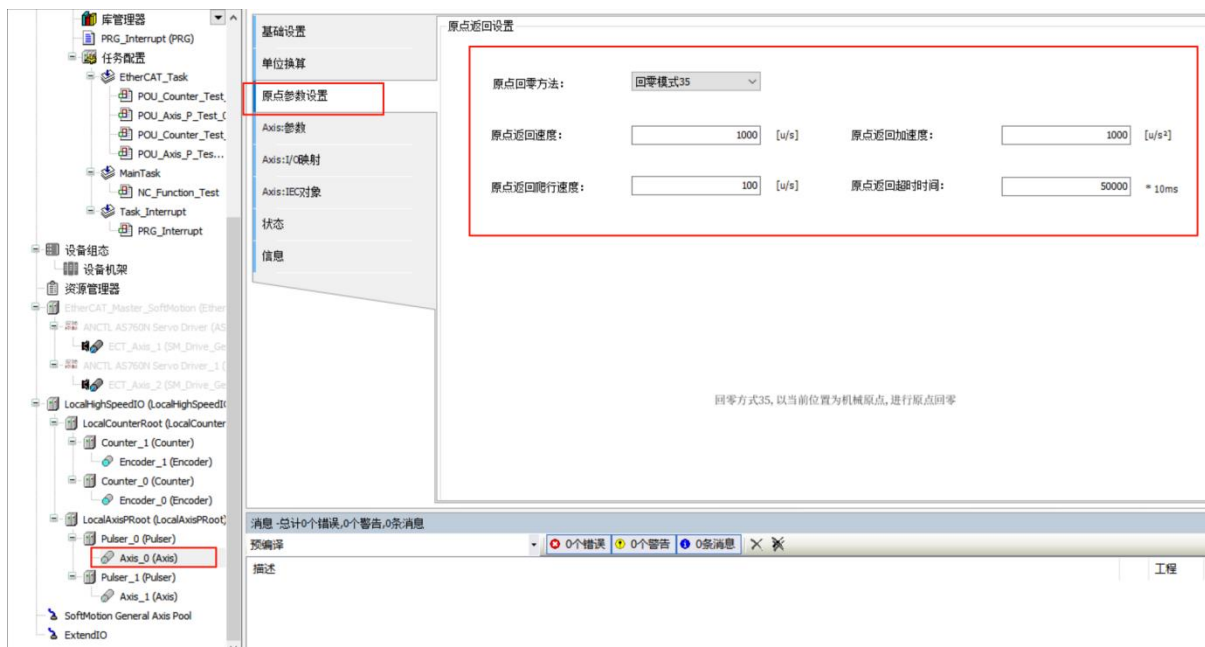 库管理器
PRG_Interrupt (PRG)
任务配置
EtherCAT_Task
POU_Counter_Test_
POU_Axis_P_Test_0
POU_Counter_Test_
POU_Axis_P_Tes...
MainTask
NC_Function_Test
Task_Interrupt
PRG_Interrupt
设备组态
设备机架
资源管理器
EtherCAT_Master_SoftMotion (Ether
ANCTL AS760N Servo Driver (AS
ECT_Axis_1 (SM_Drive_Ge
ANCTL AS760N Servo Driver_1 (
ECT_Axis_2 (SM_Drive_Ge
LocalHighSpeedIO (LocalHighSpeedI
LocalCounterRoot (LocalCounter
Counter_1 (Counter)
Encoder_1 (Encoder)
Counter_0 (Counter)
Encoder_0 (Encoder)
LocalAxisPRoot (LocalAxisPRoot)
Pulser_0 (Pulser)
Axis_0 (Axis)
Pulser_1 (Pulser)
Axis_1 (Axis)
SoftMotion General Axis Pool
ExtendIO
基础设置
单位换算
原点参数设置
Axis:参数
Axis:I/O映射
Axis:IEC对象
状态
信息
原点返回设置
原点回零方法： 回零模式35
原点返回速度： 1000 [u/s] 原点返回加速度： 1000 [u/s²]
原点返回爬行速度： 100 [u/s] 原点返回超时时间： 50000 * 10ms
回零方式35,以当前位置为机械原点,进行原点回零
消息 -总计0个错误,0个警告,0条消息
预编译 0个错误 0个警告 0条消息
描述 工程